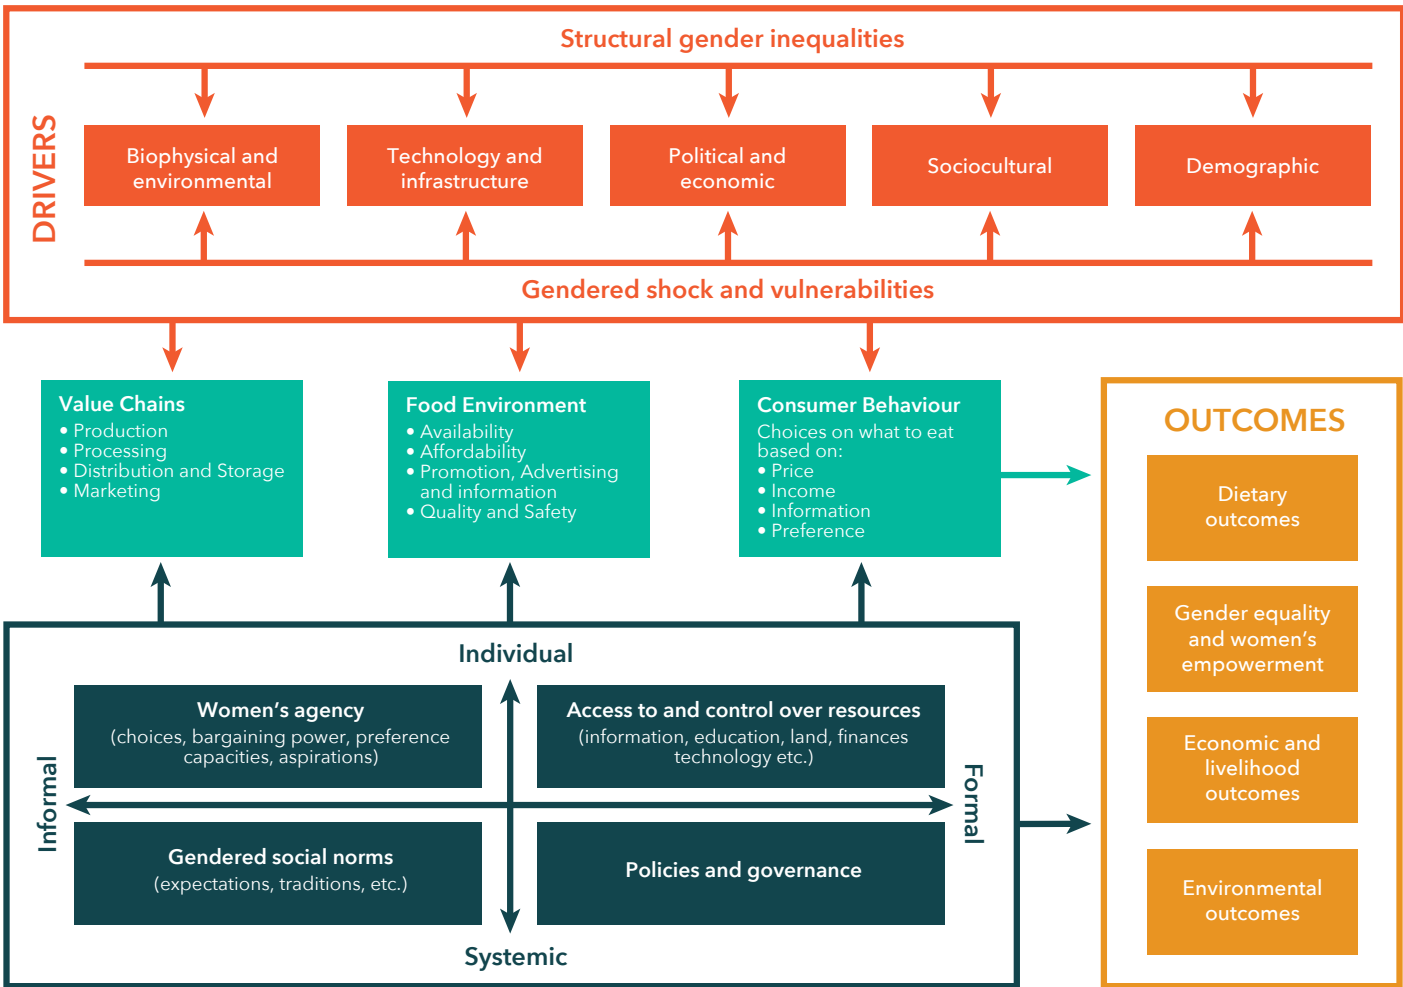 Structural gender inequalities
DRIVERS
Biophysical and
environmental
Technology and
infrastructure
Political and
economic
Sociocultural
Demographic
Gendered shock and vulnerabilities
Value Chains
• Production
• Processing
• Distribution and Storage
• Marketing
Food Environment
• Availability
• Affordability
• Promotion, Advertising
and information
• Quality and Safety
Consumer Behaviour
Choices on what to eat
based on:
• Price
• Income
• Information
• Preference
OUTCOMES
Dietary
outcomes
Gender equality
and women’s
empowerment
Economic and
livelihood
outcomes
Environmental
outcomes
Individual
Women’s agency
(choices, bargaining power, preference
capacities, aspirations)
Access to and control over resources
(information, education, land, finances
technology etc.)
Informal
Formal
Gendered social norms
(expectations, traditions, etc.)
Policies and governance
Systemic